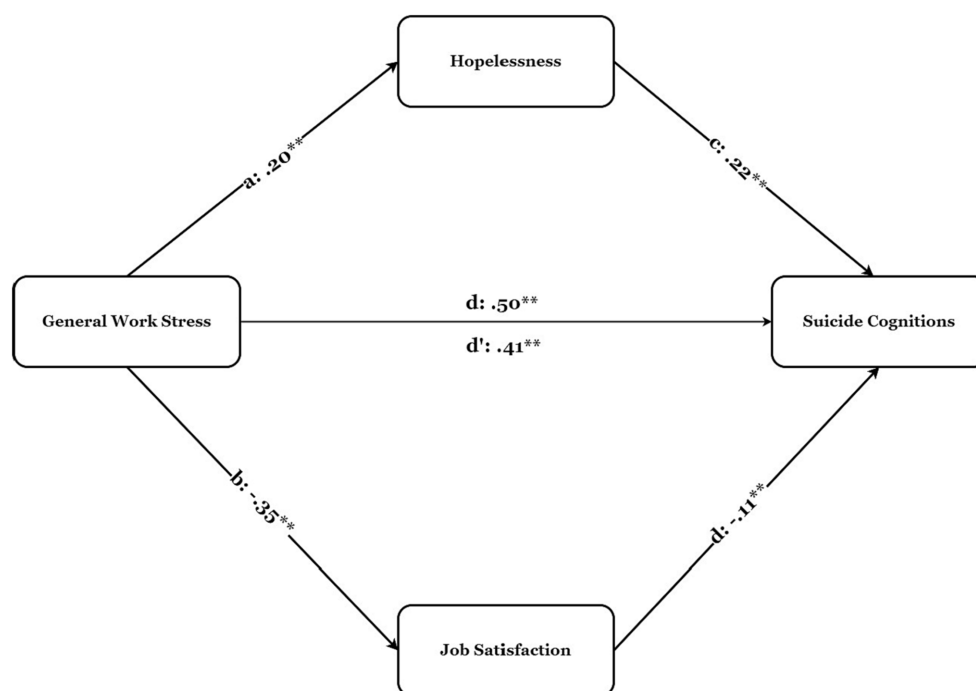 Hopelessness
a: .20**
c: .22**
General Work Stress
d: .50**
d': .41**
Suicide Cognitions
b: -.35**
d: -.11**
Job Satisfaction